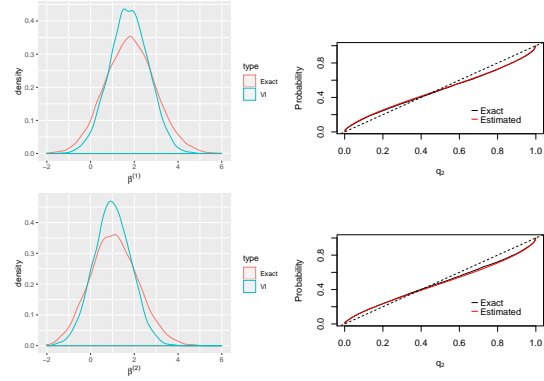 density
0.0
0.1
0.2
0.3
0.4
-2
0
2
4
6
β(1)
type
Exact
VI
Probability
0.0
0.4
0.8
0.0
0.2
0.4
0.6
0.8
1.0
q2
Exact
Estimated
density
0.0
0.1
0.2
0.3
0.4
-2
0
2
4
6
β(2)
type
Exact
VI
Probability
0.0
0.4
0.8
0.0
0.2
0.4
0.6
0.8
1.0
q2
Exact
Estimated